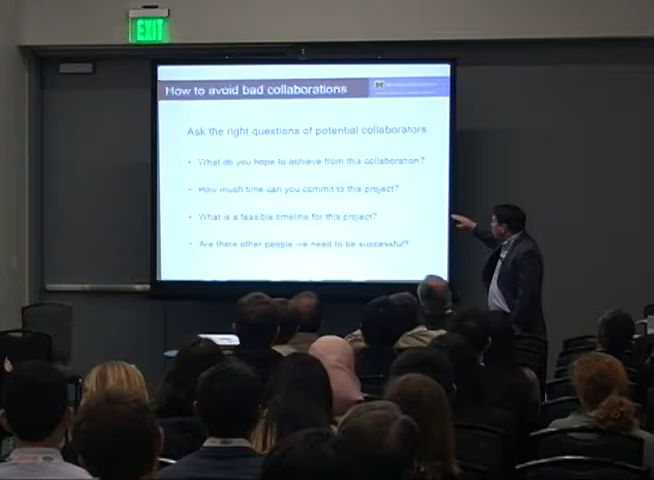 EXIT
How to avoid bad collaborations
Ask the right questions of potential collaborators
• What do you hope to achieve from this collaboration?
• How much time can you commit to this project?
• What is a feasible timeline for this project?
• Are there other people we need to be successful?